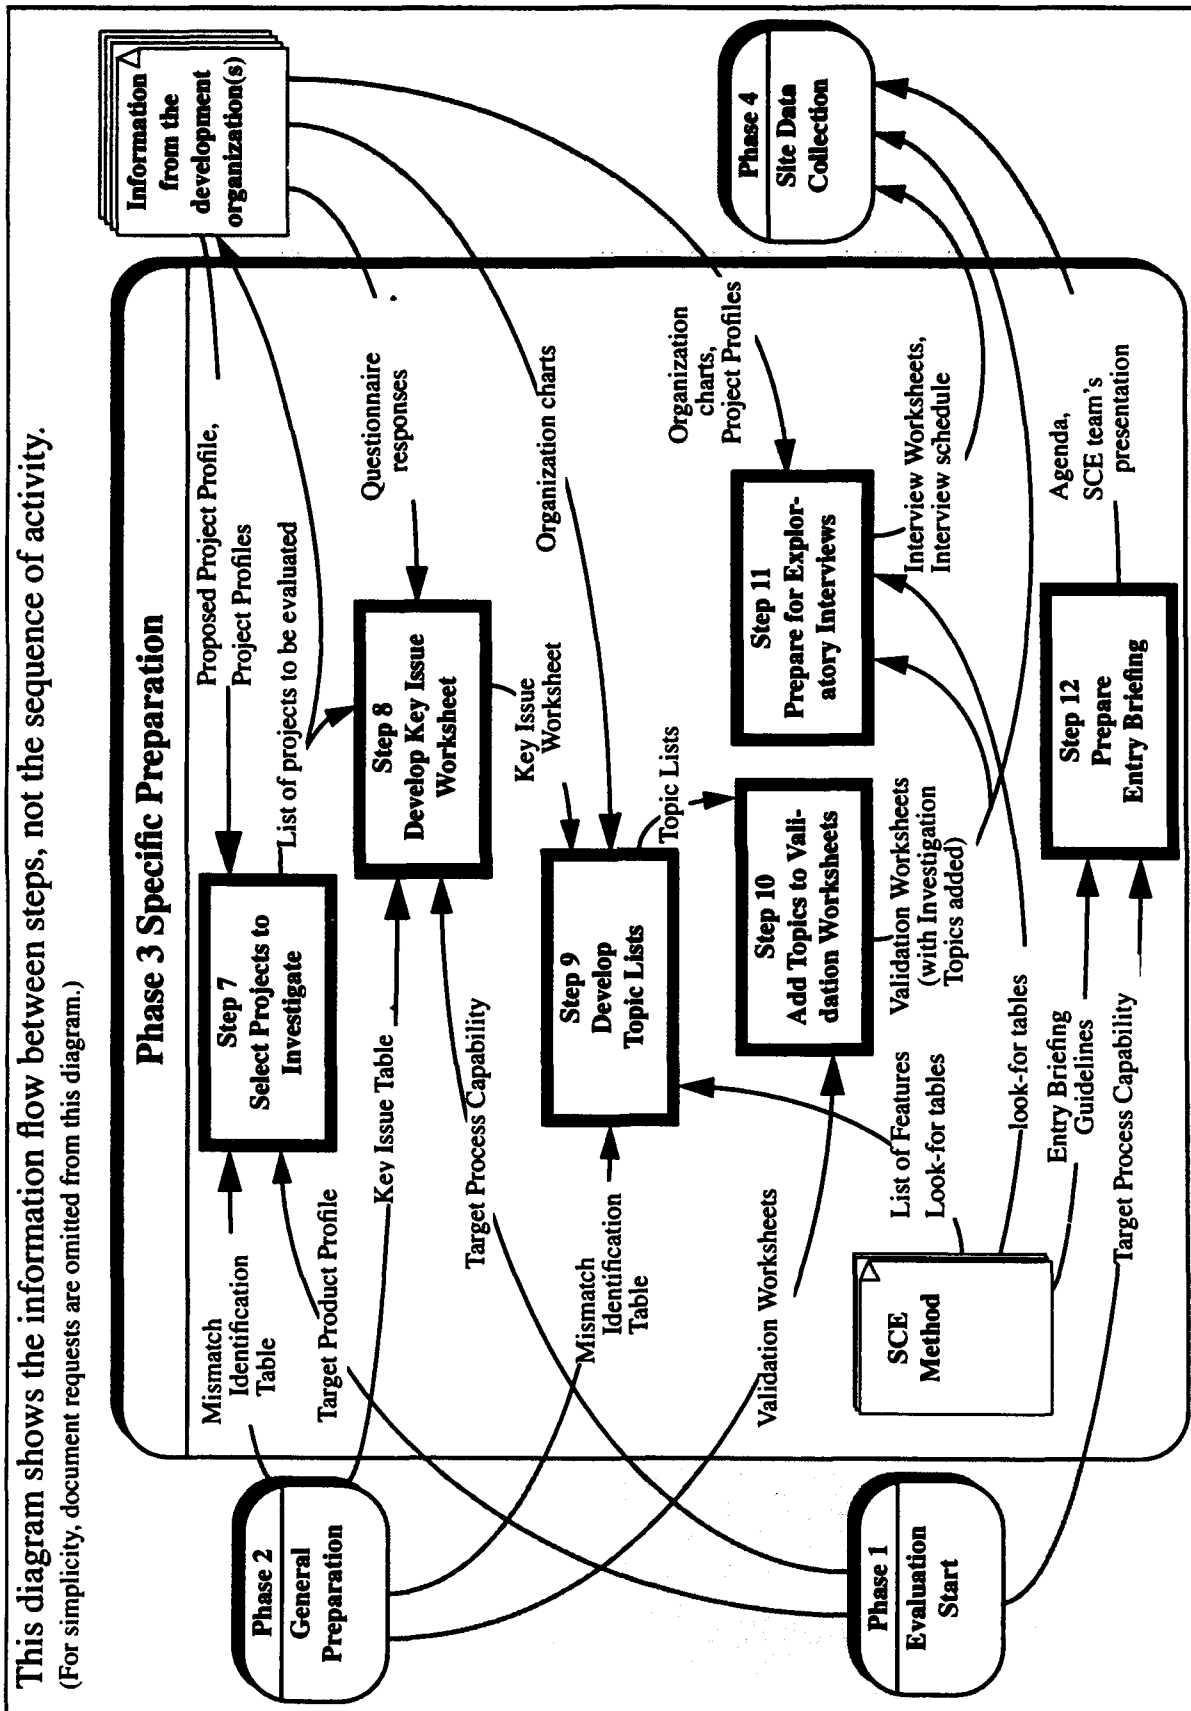 This diagram shows the information flow between steps, not the sequence of activity.
(For simplicity, document requests are omitted from this diagram.)
Phase 3 Specific Preparation
Phase 2
General
Preparation
Phase 1
Evaluation
Start
Mismatch
Identification
Table
Target Product Profile
Key Issue Table
Target Process Capability
Mismatch
Identification
Table
Validation Worksheets
SCE
Method
List of Features
Look-for tables
look-for tables
Entry Briefing
Guidelines
Target Process Capability
Step 7
Select Projects to
Investigate
Proposed Project Profile,
Project Profiles
List of projects to be evaluated
Step 8
Develop Key Issue
Worksheet
Questionnaire
responses
Key Issue
Worksheet
Step 9
Develop
Topic Lists
Organization charts
Topic Lists
Step 10
Add Topics to Vali-
dation Worksheets
Validation Worksheets
(with Investigation
Topics added)
Step 11
Prepare for Explor-
atory Interviews
Organization
charts,
Project Profiles
Interview Worksheets,
Interview schedule
Step 12
Prepare
Entry Briefing
Agenda,
SCE team's
presentation
Information
from the
development
organization(s)
Phase 4
Site Data
Collection